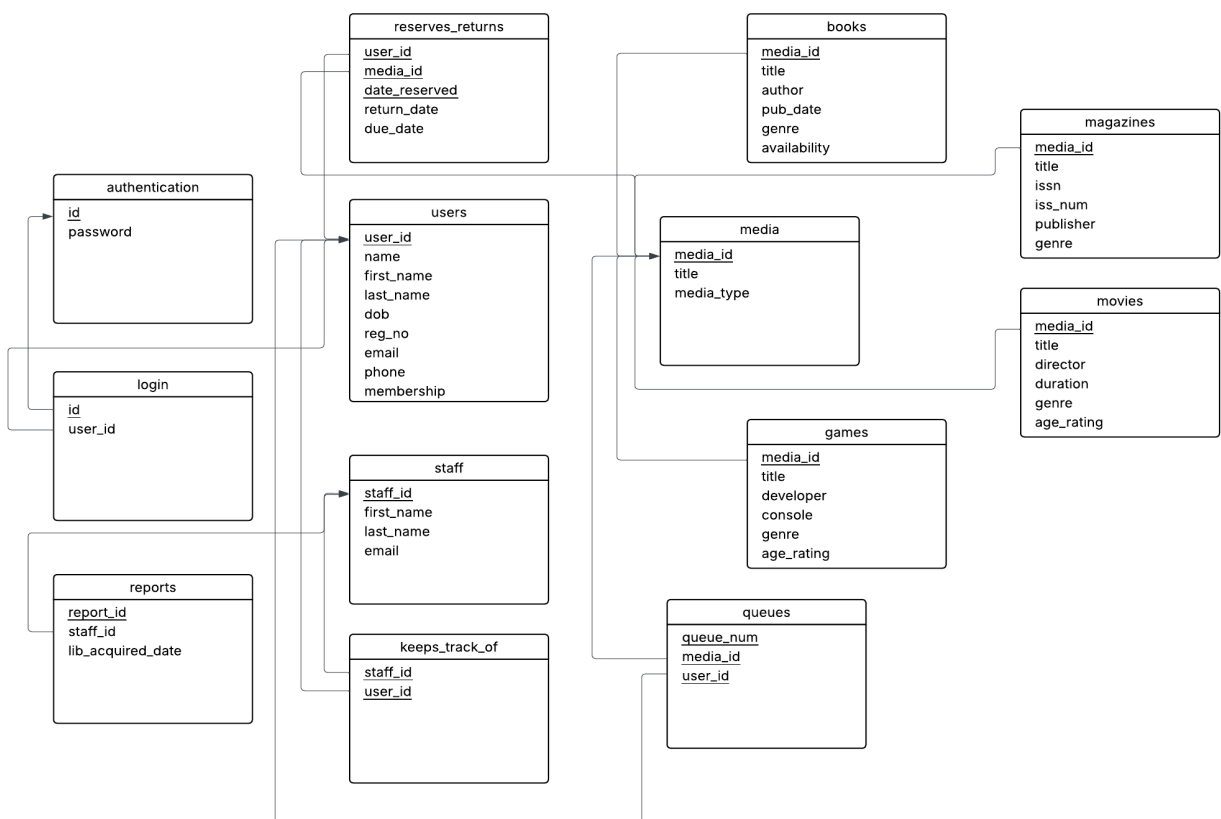 reserves_returns
user_id
media_id
date_reserved
return_date
due_date
books
media_id
title
author
pub_date
genre
availability
magazines
media_id
title
issn
iss_num
publisher
genre
authentication
id
password
users
user_id
name
first_name
last_name
dob
reg_no
email
phone
membership
media
media_id
title
media_type
movies
media_id
title
director
duration
genre
age_rating
login
id
user_id
games
media_id
title
developer
console
genre
age_rating
staff
staff_id
first_name
last_name
email
reports
report_id
staff_id
lib_acquired_date
queues
queue_num
media_id
user_id
keeps_track_of
staff_id
user_id